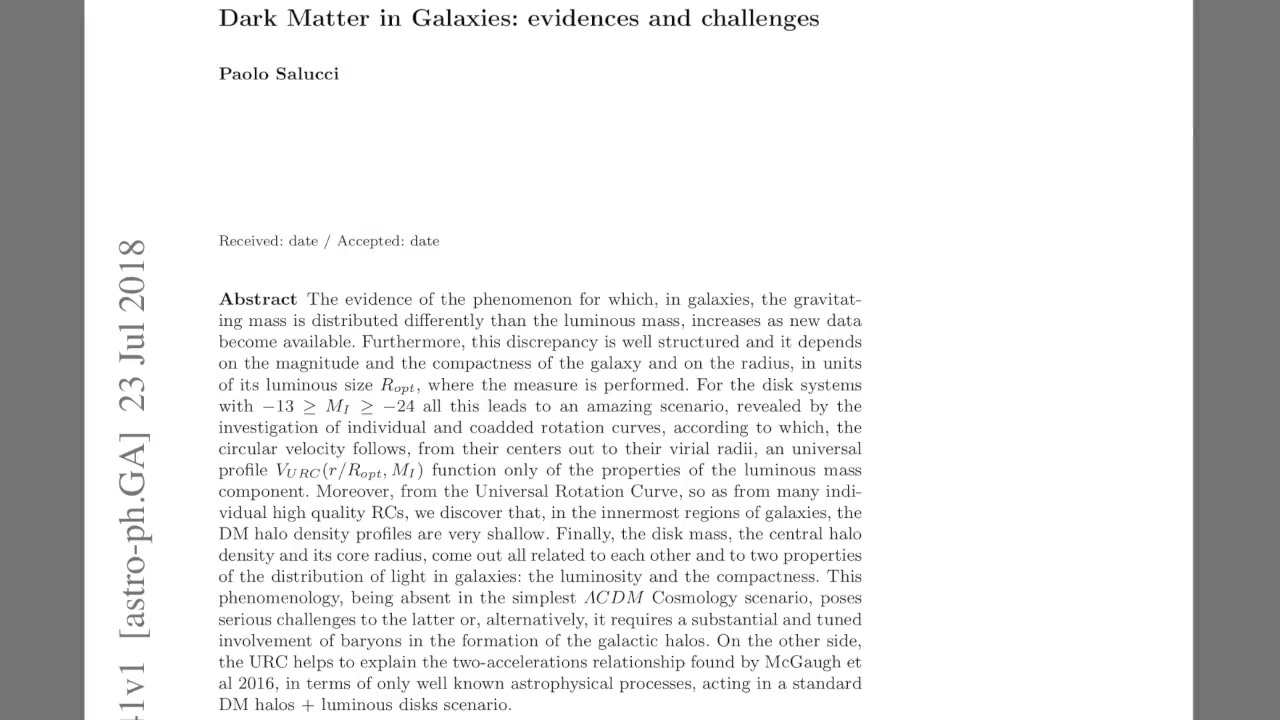 Dark Matter in Galaxies: evidences and challenges
Paolo Salucci
Received: date / Accepted: date
Abstract The evidence of the phenomenon for which, in galaxies, the gravitat-
ing mass is distributed differently than the luminous mass, increases as new data
become available. Furthermore, this discrepancy is well structured and it depends
on the magnitude and the compactness of the galaxy and on the radius, in units
of its luminous size R_opt, where the measure is performed. For the disk systems
with −13 ≥ M_I ≥ −24 all this leads to an amazing scenario, revealed by the
investigation of individual and coadded rotation curves, according to which, the
circular velocity follows, from their centers out to their virial radii, an universal
profile V_URC(r/R_opt, M_I) function only of the properties of the luminous mass
component. Moreover, from the Universal Rotation Curve, so as from many indi-
vidual high quality RCs, we discover that, in the innermost regions of galaxies, the
DM halo density profiles are very shallow. Finally, the disk mass, the central halo
density and its core radius, come out all related to each other and to two properties
of the distribution of light in galaxies: the luminosity and the compactness. This
phenomenology, being absent in the simplest ΛCDM Cosmology scenario, poses
serious challenges to the latter or, alternatively, it requires a substantial and tuned
involvement of baryons in the formation of the galactic halos. On the other side,
the URC helps to explain the two-accelerations relationship found by McGaugh et
al 2016, in terms of only well known astrophysical processes, acting in a standard
DM halos + luminous disks scenario.
1v1 [astro-ph.GA] 23 Jul 2018